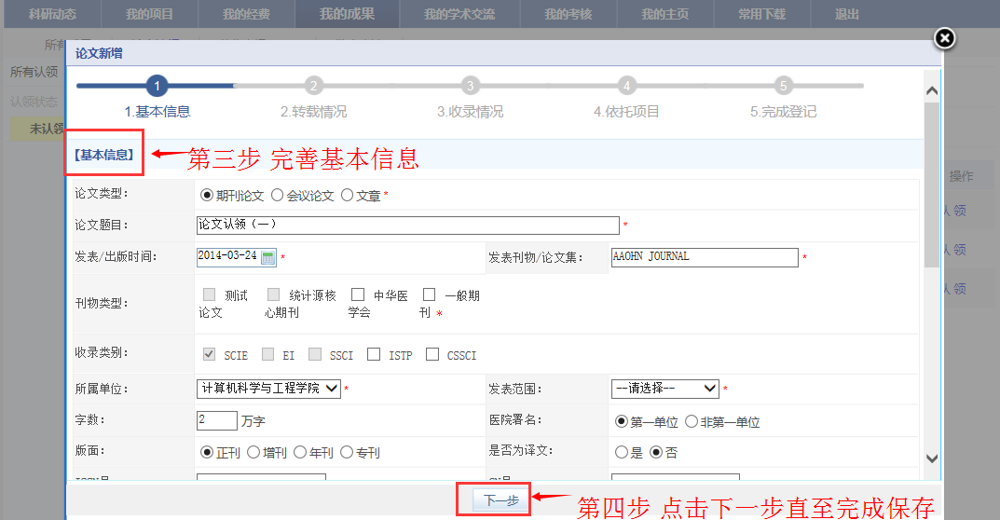 科研动态 我的项目 我的经费 我的成果 我的学术交流 我的考核 我的主页 常用下载 退出
所有
论文新增
所有认领
1 2 3 4 5
1.基本信息 2.转载情况 3.收录情况 4.依托项目 5.完成登记
认领状态
未认领
【基本信息】 第三步 完善基本信息
操作
论文类型: 期刊论文 会议论文 文章 *
认领
论文题目: 论文认领（一） *
发表/出版时间: 2014-03-24 * 发表刊物/论文集: AAOHN JOURNAL *
认领
刊物类型: 测试论文 统计源核心期刊 中华医学会 一般期刊 *
认领
收录类别: SCIE EI SSCI ISTP CSSCI
所属单位: 计算机科学与工程学院 * 发表范围: --请选择-- *
字数: 2 万字 医院署名: 第一单位 非第一单位
版面: 正刊 增刊 年刊 专刊 是否为译文: 是 否
下一步 第四步 点击下一步直至完成保存